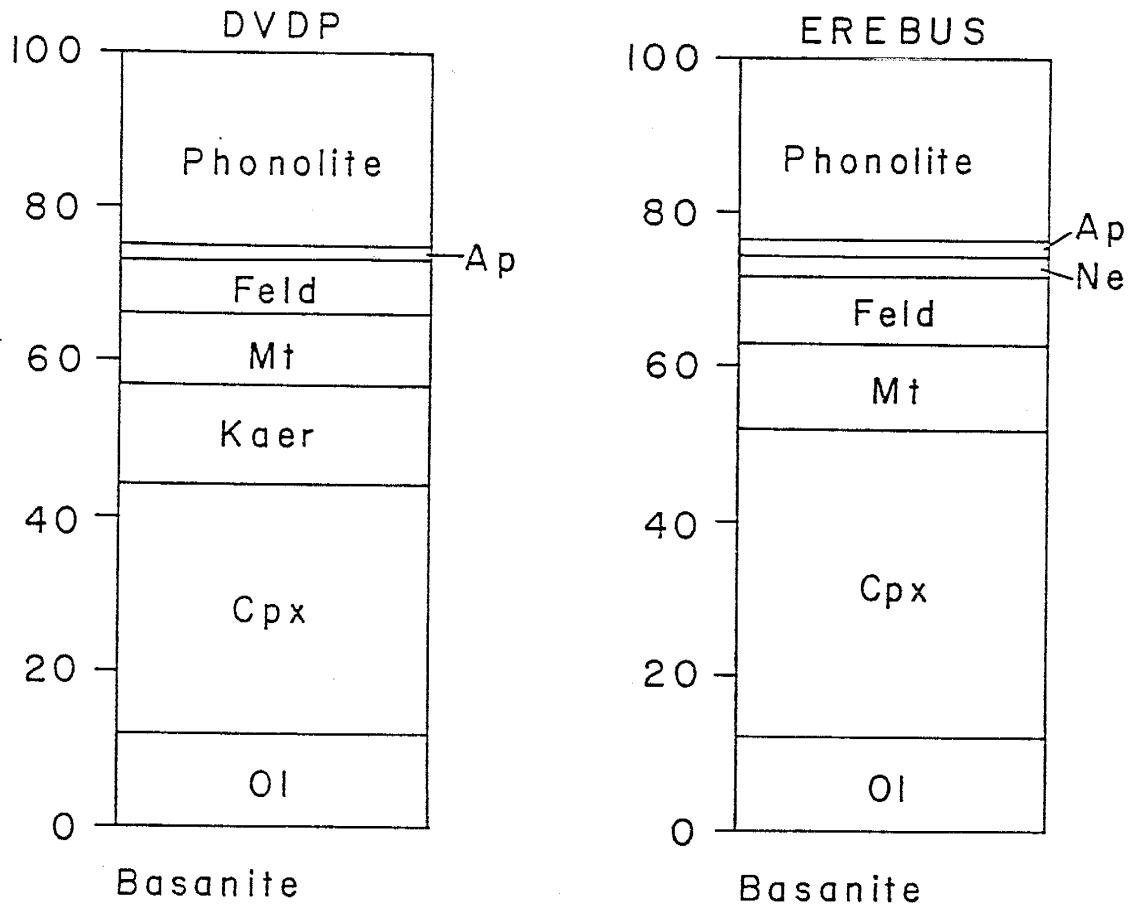 DVDP
100
80
60
40
20
0
Phonolite
Ap
Feld
Mt
Kaer
Cpx
Ol
Basanite
EREBUS
100
80
60
40
20
0
Phonolite
Ap
Ne
Feld
Mt
Cpx
Ol
Basanite